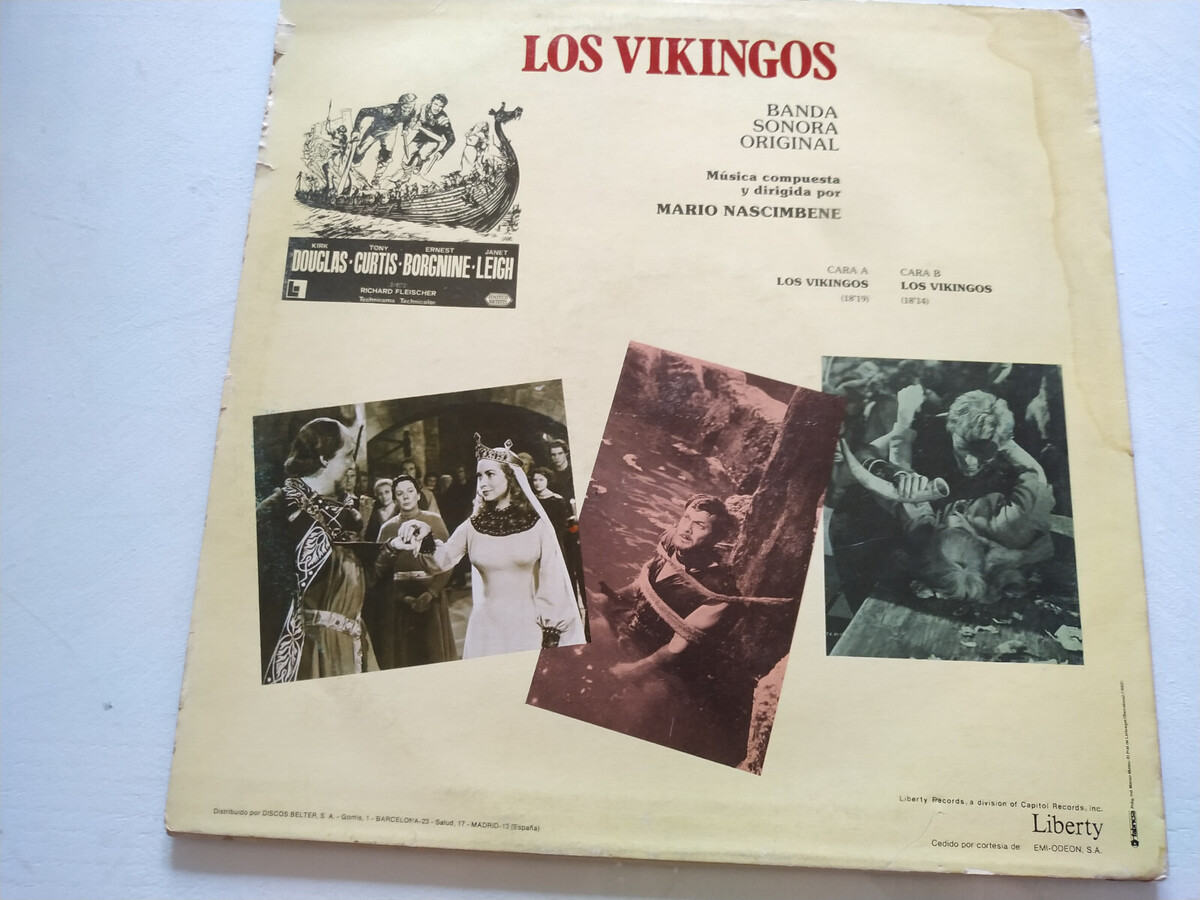 LOS VIKINGOS
BANDA
SONORA
ORIGINAL
Música compuesta
y dirigida por
MARIO NASCIMBENE
KIRK TONY ERNEST JANET
DOUGLAS · CURTIS · BORGNINE · LEIGH
RICHARD FLEISCHER
Technirama Technicolor
CARA A
LOS VIKINGOS
(18'19)
CARA B
LOS VIKINGOS
(18'14)
Distribuido por DISCOS BELTER, S. A. - Gomis, 1 - BARCELONA-23 - Salud, 17 - MADRID-13 (España)
Liberty Records, a division of Capitol Records, Inc.
Liberty
Cedido por cortesía de EMI-ODEON, S.A.